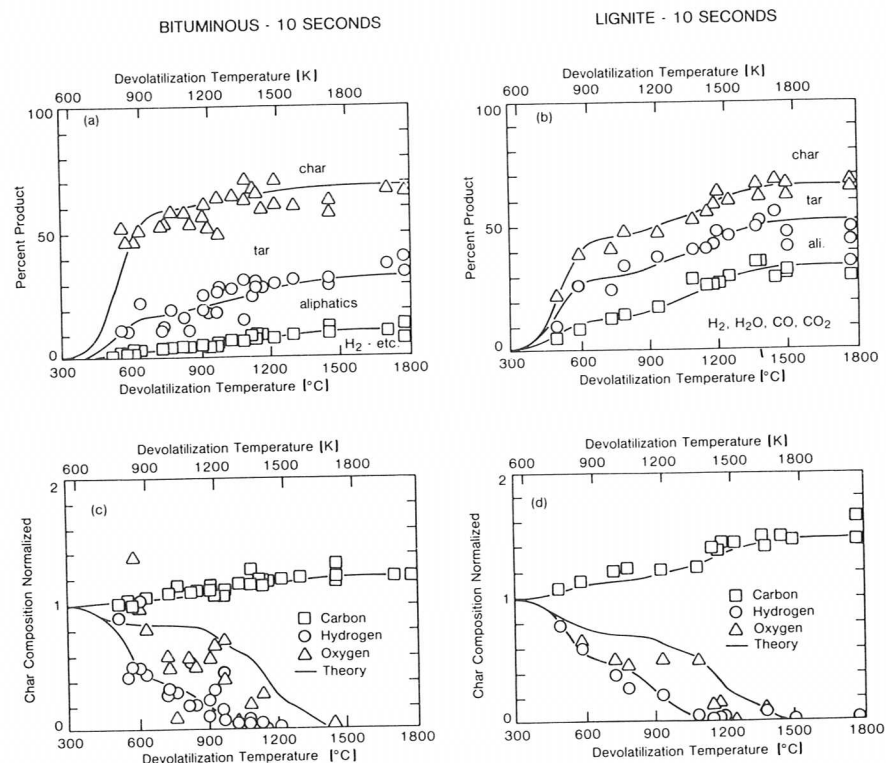 BITUMINOUS - 10 SECONDS
Devolatilization Temperature [K]
600 900 1200 1500 1800
100
(a)
char
50
Percent Product
tar
aliphatics
H₂ - etc.
0
300 600 900 1200 1500 1800
Devolatilization Temperature [°C]
LIGNITE - 10 SECONDS
Devolatilization Temperature [K]
600 900 1200 1500 1800
100
(b)
char
tar
50
Percent Product
ali.
H₂, H₂O, CO, CO₂
0
300 600 900 1200 1500 1800
Devolatilization Temperature [°C]
Devolatilization Temperature [K]
600 900 1200 1500 1800
2
(c)
Char Composition Normalized
1
Carbon
Hydrogen
Oxygen
Theory
0
300 600 900 1200 1500 1800
Devolatilization Temperature [°C]
Devolatilization Temperature [K]
600 900 1200 1500 1800
2
(d)
Char Composition Normalized
1
Carbon
Hydrogen
Oxygen
Theory
0
300 600 900 1200 1500 1800
Devolatilization Temperature [°C]